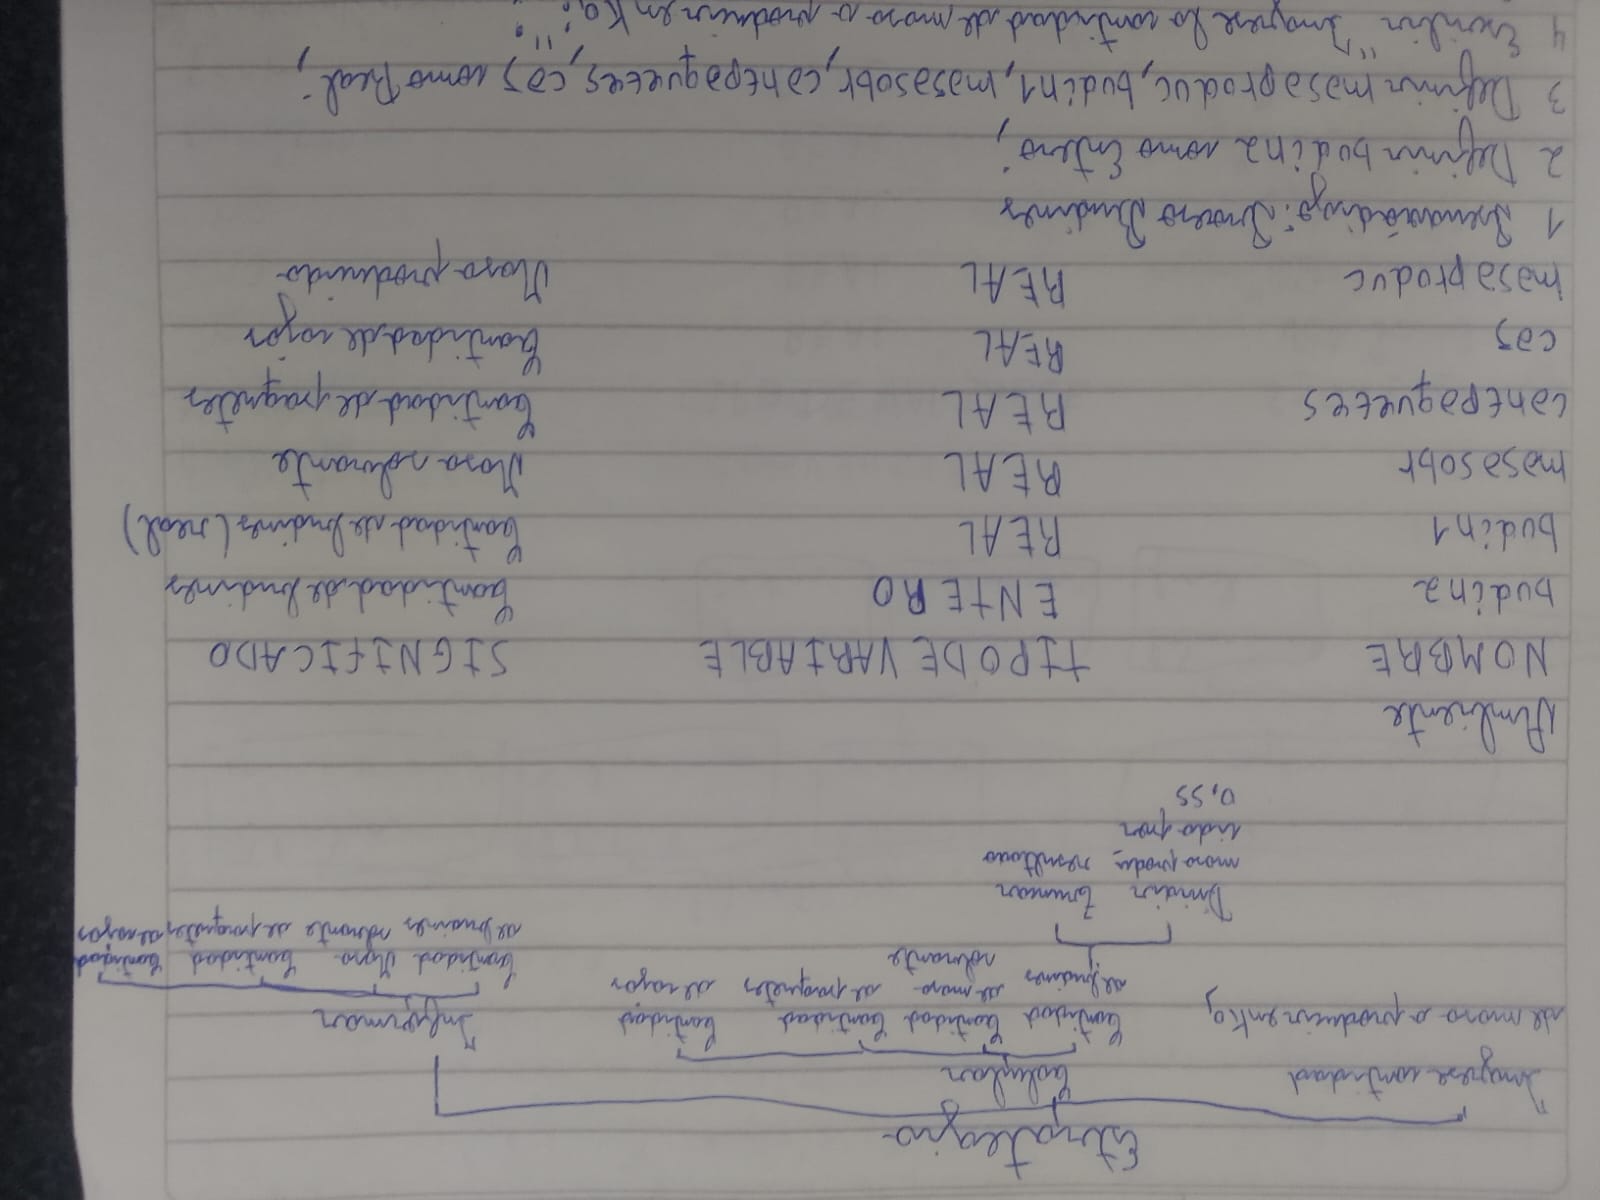 Estrategia
Ingrese cantidad
de masa a producir en Kg
Calcular
Cantidad
de budines
Cantidad
de masa
sobrante
Cantidad
de paquetes
Cantidad
de cajas
Dividir
masa produ-
cida por
0,55
Truncar
resultado
Informar
Cantidad
de budines
Masa
sobrante
Cantidad
de paquetes
Cantidad
de cajas
Ambiente
NOMBRE TIPO DE VARIABLE SIGNIFICADO
budin2 ENTERO Cantidad de budines
budin1 REAL Cantidad de budines (real)
masasobr REAL Masa sobrante
cantpaquetes REAL Cantidad de paquetes
caj REAL Cantidad de cajas
masaproduc REAL Masa producida
1 Pseudocódigo: Proceso Budines
2 Definir budin2 como Entero;
3 Definir masaproduc, budin1, masasobr, cantpaquetes, caj como Real;
4 Escribir "Ingrese la cantidad de masa a producir en Kg:";